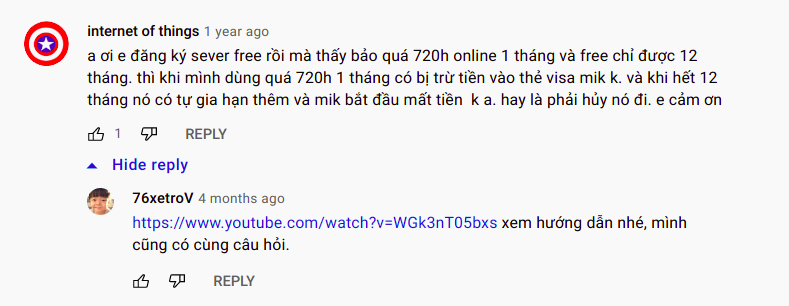 internet of things 1 year ago
a ơi e đăng ký sever free rồi mà thấy bảo quá 720h online 1 tháng và free chỉ được 12
tháng. thì khi mình dùng quá 720h 1 tháng có bị trừ tiền vào thẻ visa mik k. và khi hết 12
tháng nó có tự gia hạn thêm và mik bắt đầu mất tiền k a. hay là phải hủy nó đi. e cảm ơn
1 REPLY
Hide reply
76xetroV 4 months ago
https://www.youtube.com/watch?v=WGk3nT05bxs xem hướng dẫn nhé, mình
cũng có cùng câu hỏi.
REPLY